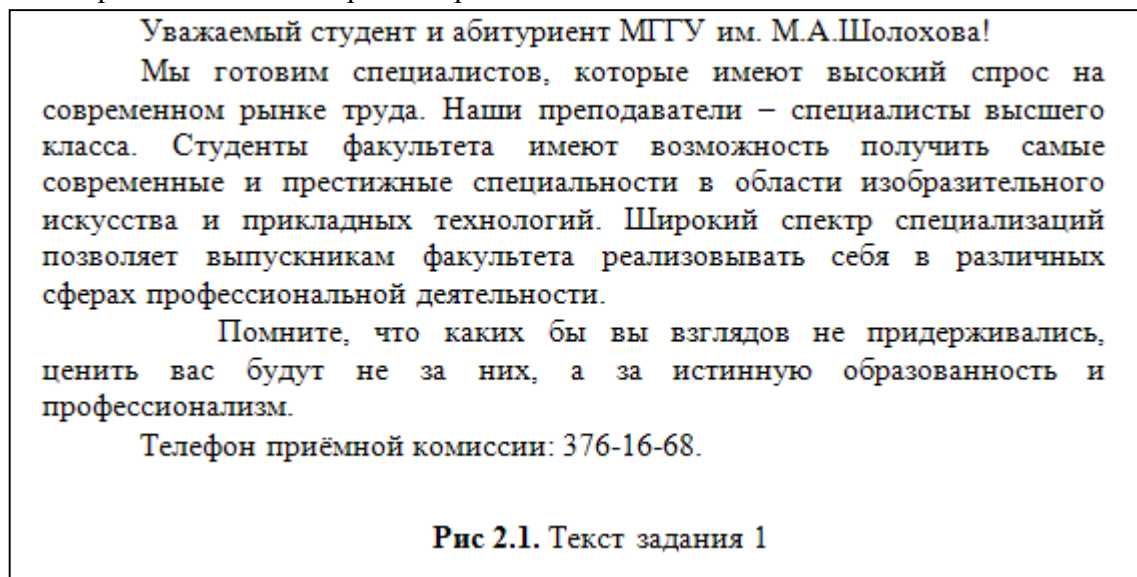 Уважаемый студент и абитуриент МГГУ им. М.А.Шолохова!
Мы готовим специалистов, которые имеют высокий спрос на
современном рынке труда. Наши преподаватели – специалисты высшего
класса. Студенты факультета имеют возможность получить самые
современные и престижные специальности в области изобразительного
искусства и прикладных технологий. Широкий спектр специализаций
позволяет выпускникам факультета реализовывать себя в различных
сферах профессиональной деятельности.
Помните, что каких бы вы взглядов не придерживались,
ценить вас будут не за них, а за истинную образованность и
профессионализм.
Телефон приёмной комиссии: 376-16-68.
Рис 2.1. Текст задания 1